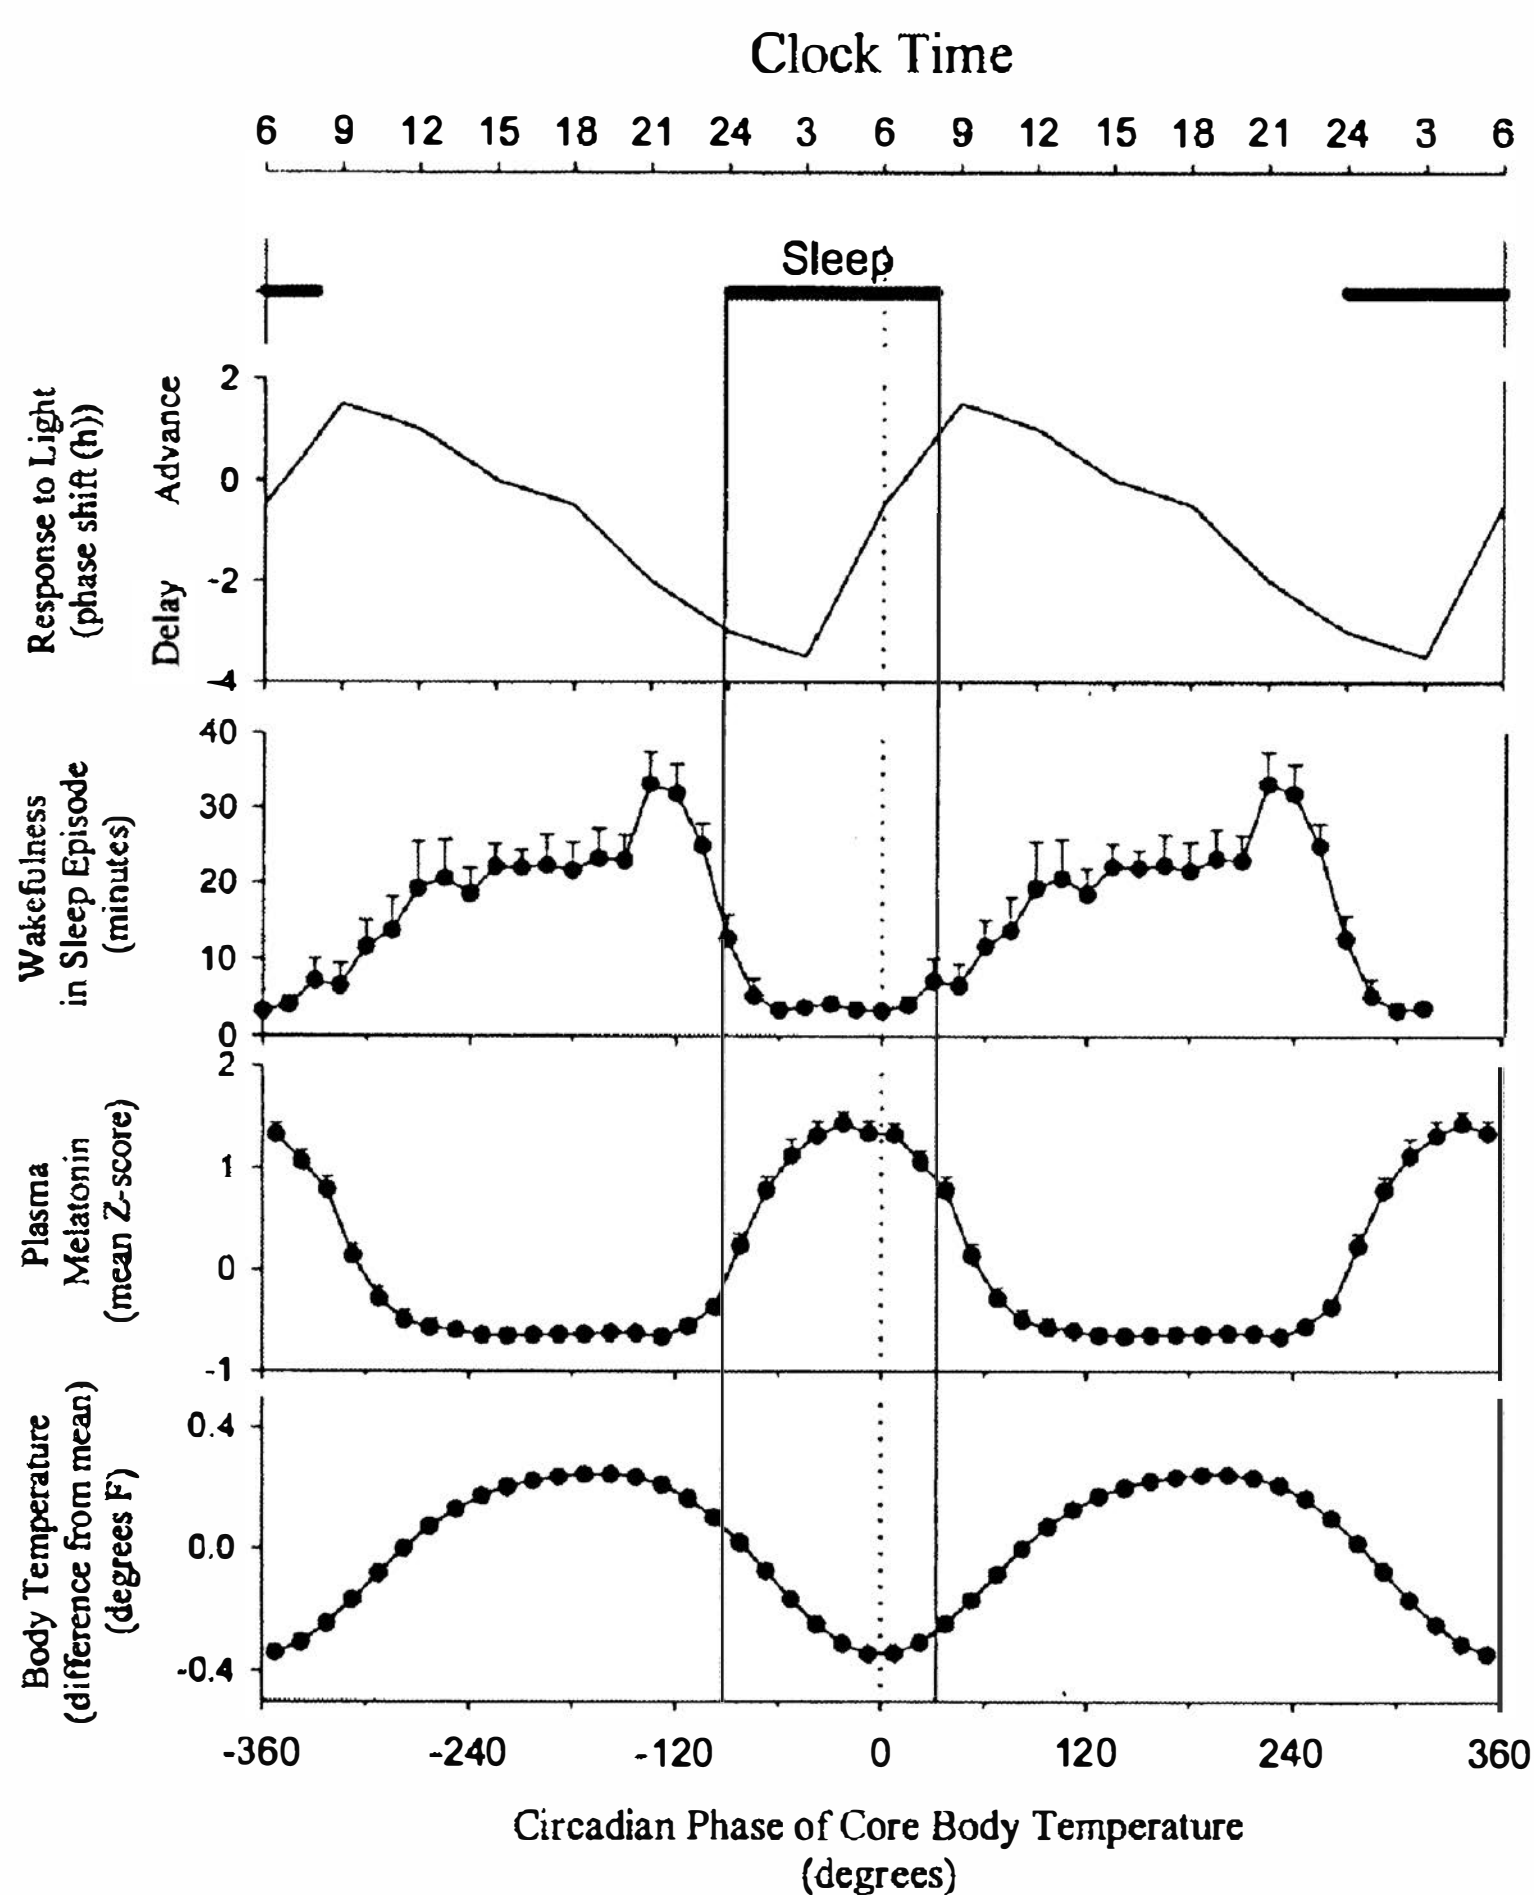 Clock Time
6 9 12 15 18 21 24 3 6 9 12 15 18 21 24 3 6
Sleep
Response to Light
(phase shift (h))
Delay Advance
2
0
-2
-4
Wakefulness
in Sleep Episode
(minutes)
40
30
20
10
0
Plasma
Melatonin
(mean Z-score)
2
1
0
-1
Body Temperature
(difference from mean)
(degrees F)
0.4
0.0
-0.4
-360 -240 -120 0 120 240 360
Circadian Phase of Core Body Temperature
(degrees)